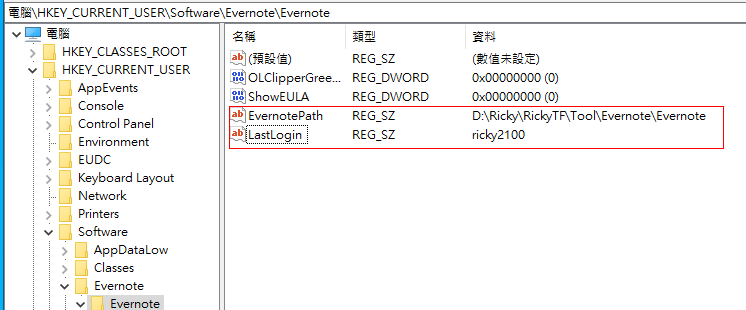 電腦\HKEY_CURRENT_USER\Software\Evernote\Evernote
電腦
HKEY_CLASSES_ROOT
HKEY_CURRENT_USER
AppEvents
Console
Control Panel
Environment
EUDC
Keyboard Layout
Network
Printers
Software
AppDataLow
Classes
Evernote
Evernote
名稱 類型 資料
(預設值) REG_SZ (數值未設定)
OLClipperGree... REG_DWORD 0x00000000 (0)
ShowEULA REG_DWORD 0x00000000 (0)
EvernotePath REG_SZ D:\Ricky\RickyTF\Tool\Evernote\Evernote
LastLogin REG_SZ ricky2100